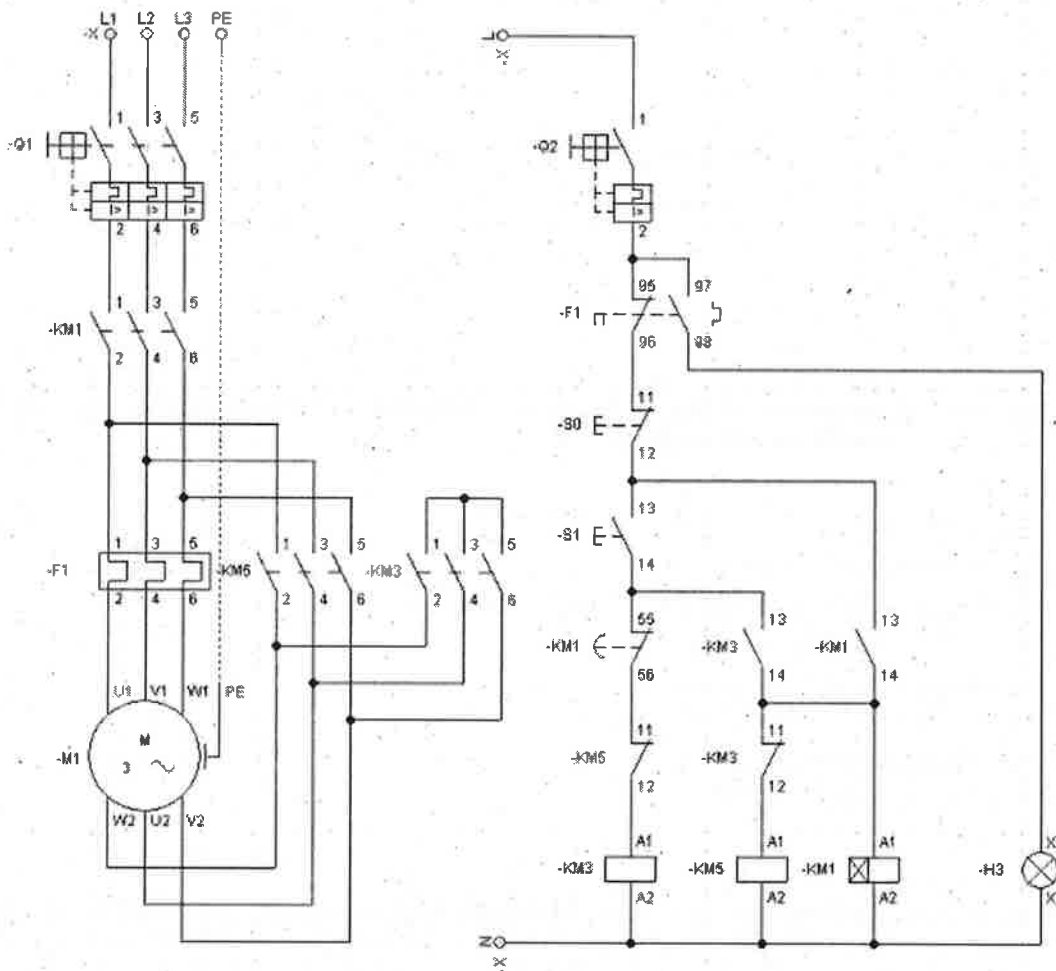 L1 L2 L3 PE
-X
L
X
1 3 5
-Q1
I> I> I>
2 4 6
1
-Q2
I>
2
1 3 5
-KM1
2 4 6
95 97
-F1
96 98
11
-S0
12
13
-S1
14
1 3 5
-F1
2 4 6
1 3 5
-KM5
2 4 6
1 3 5
-KM3
2 4 6
55
-KM1
56
13
-KM3
14
13
-KM1
14
U1 V1 W1 PE
-M1
M
3
W2 U2 V2
11
-KM5
12
11
-KM3
12
A1
-KM3
A2
A1
-KM5
A2
A1
-KM1
A2
X
-H3
X
N
X